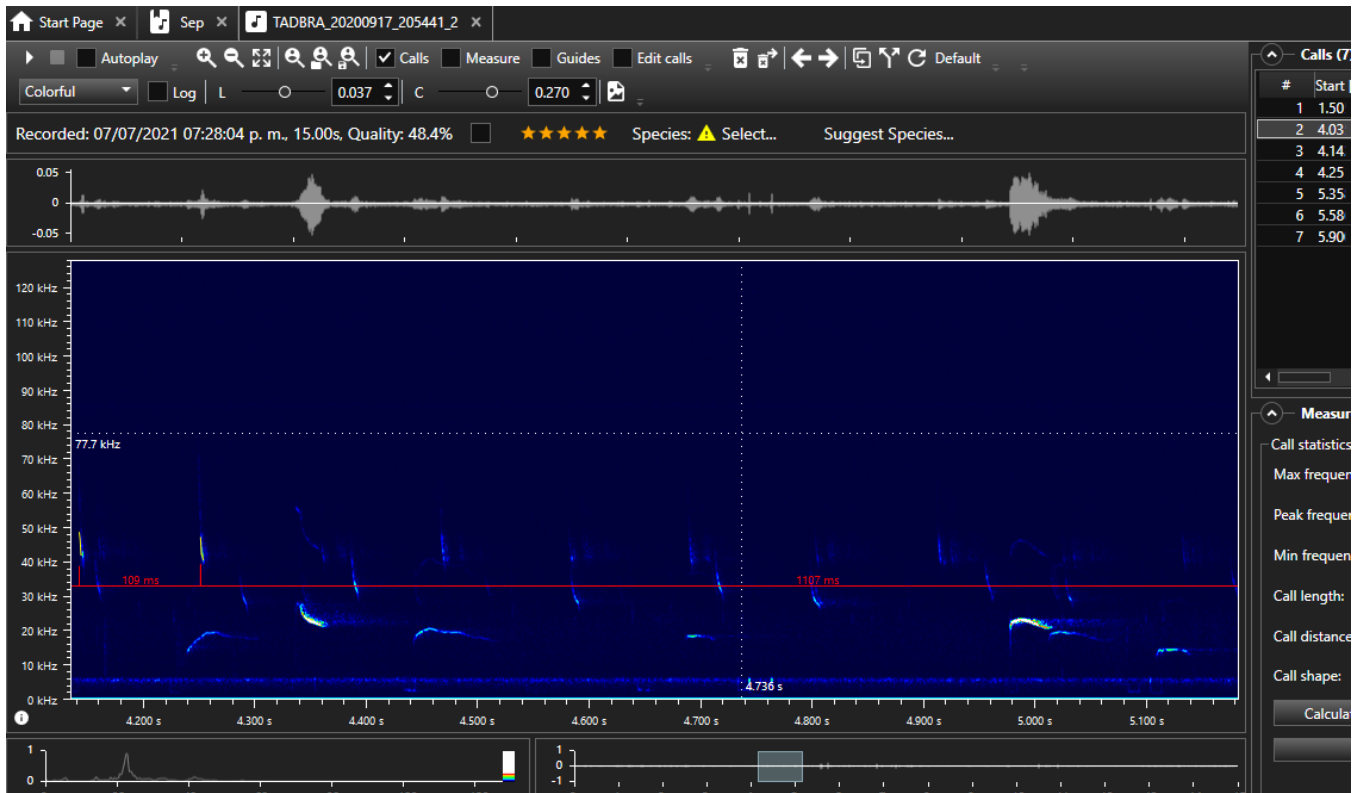 Start Page × Sep × TADBRA_20200917_205441_2 ×
Autoplay Calls Measure Guides Edit calls Default
Colorful Log L 0.037 C 0.270
Recorded: 07/07/2021 07:28:04 p. m., 15.00s, Quality: 48.4% ★★★★★ Species: Select... Suggest Species...
0.05
0
-0.05
120 kHz
110 kHz
100 kHz
90 kHz
80 kHz
77.7 kHz
70 kHz
60 kHz
50 kHz
40 kHz
109 ms 1107 ms
30 kHz
20 kHz
10 kHz
4.736 s
0 kHz
4.200 s 4.300 s 4.400 s 4.500 s 4.600 s 4.700 s 4.800 s 4.900 s 5.000 s 5.100 s
1
0
1
0
-1
Calls (7)
# Start [
1 1.50
2 4.03
3 4.14
4 4.25
5 5.35
6 5.58
7 5.90
Measur
Call statistics
Max frequen
Peak frequen
Min frequen
Call length:
Call distance
Call shape:
Calcula